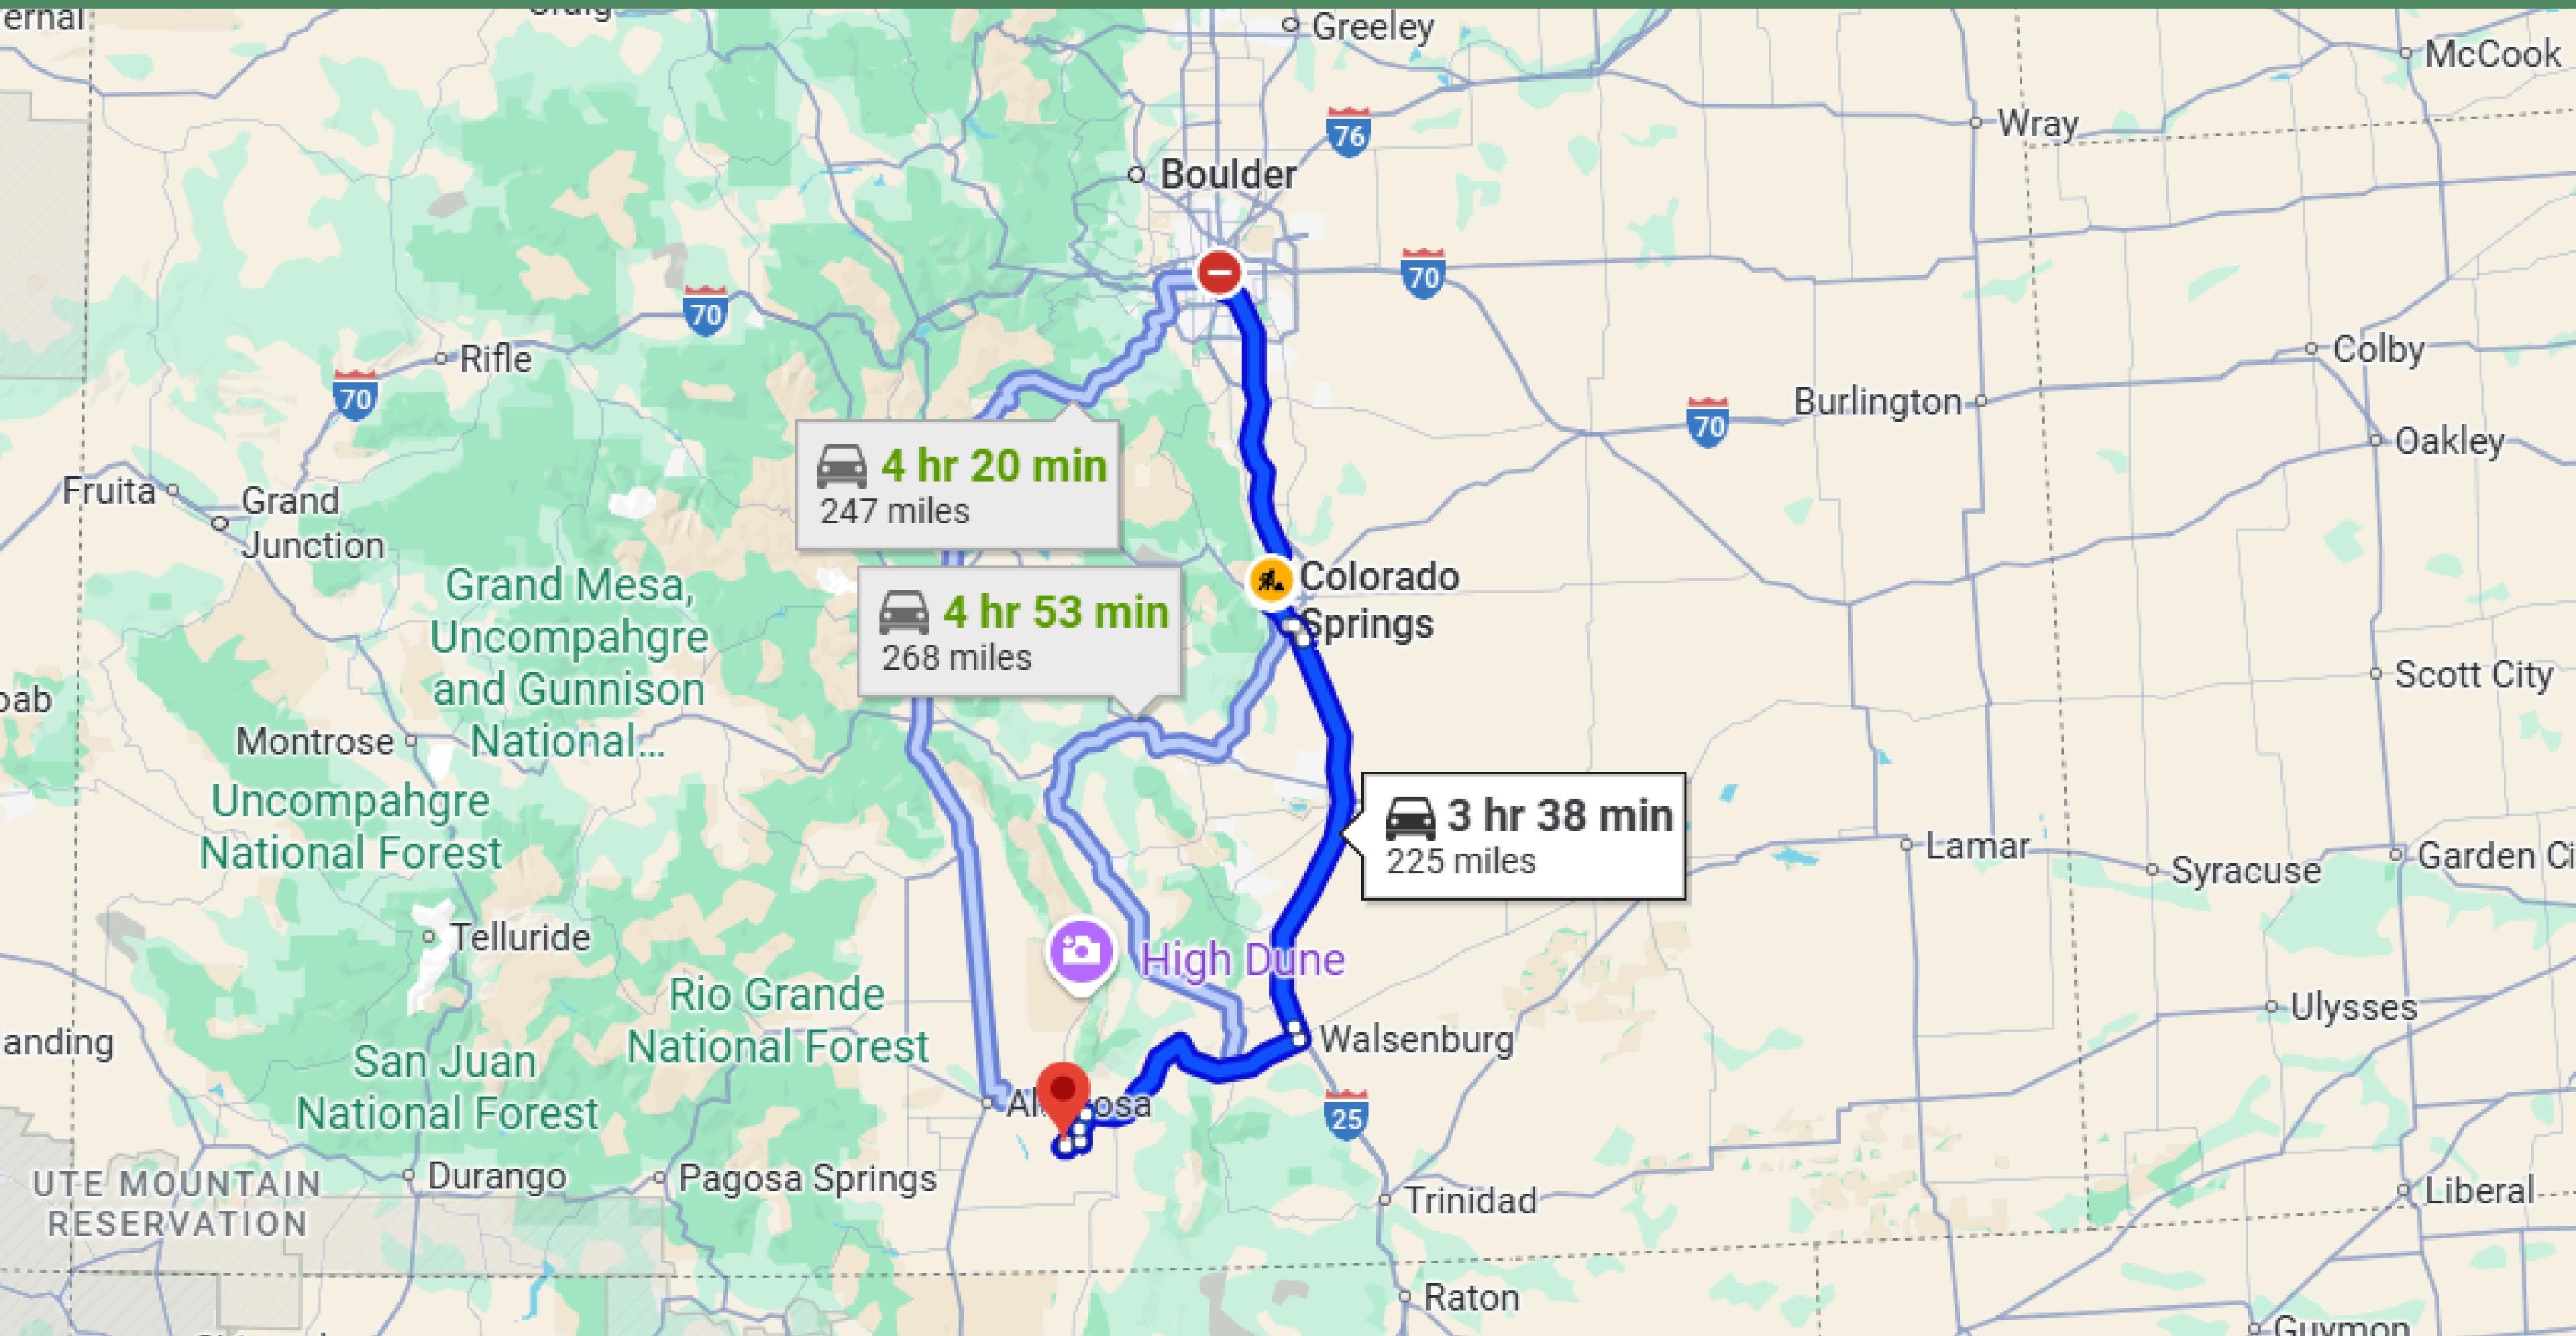 Greeley
McCook
76
Wray
Boulder
70
70
Rifle
70
Colby
Burlington
70
Oakley
4 hr 20 min
247 miles
Fruita
Grand
Junction
Colorado
Springs
Grand Mesa,
Uncompahgre
and Gunnison
National...
4 hr 53 min
268 miles
Scott City
Montrose
Uncompahgre
National Forest
3 hr 38 min
225 miles
Lamar
Syracuse
Garden Ci
Telluride
High Dune
Rio Grande
National Forest
Ulysses
anding
Walsenburg
San Juan
National Forest
25
UTE MOUNTAIN
RESERVATION
Durango
Pagosa Springs
Trinidad
Liberal
Raton
Guymon